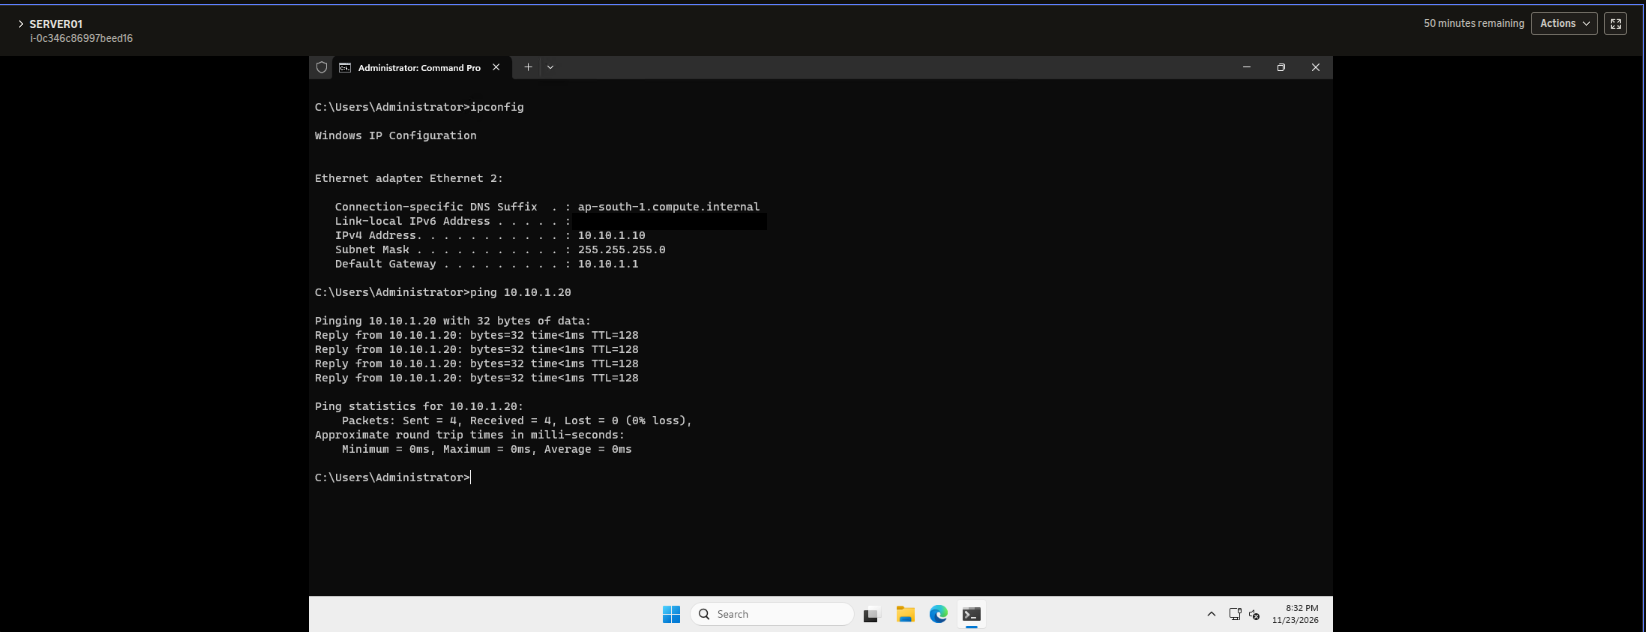 SERVER01
i-0c346c86997beed16
50 minutes remaining
Actions
Administrator: Command Pro
C:\Users\Administrator>ipconfig
Windows IP Configuration
Ethernet adapter Ethernet 2:
Connection-specific DNS Suffix  . : ap-south-1.compute.internal
Link-local IPv6 Address . . . . . :
IPv4 Address. . . . . . . . . . . : 10.10.1.10
Subnet Mask . . . . . . . . . . . : 255.255.255.0
Default Gateway . . . . . . . . . : 10.10.1.1
C:\Users\Administrator>ping 10.10.1.20
Pinging 10.10.1.20 with 32 bytes of data:
Reply from 10.10.1.20: bytes=32 time<1ms TTL=128
Reply from 10.10.1.20: bytes=32 time<1ms TTL=128
Reply from 10.10.1.20: bytes=32 time<1ms TTL=128
Reply from 10.10.1.20: bytes=32 time<1ms TTL=128
Ping statistics for 10.10.1.20:
Packets: Sent = 4, Received = 4, Lost = 0 (0% loss),
Approximate round trip times in milli-seconds:
Minimum = 0ms, Maximum = 0ms, Average = 0ms
C:\Users\Administrator>
Search
8:32 PM
11/23/2026